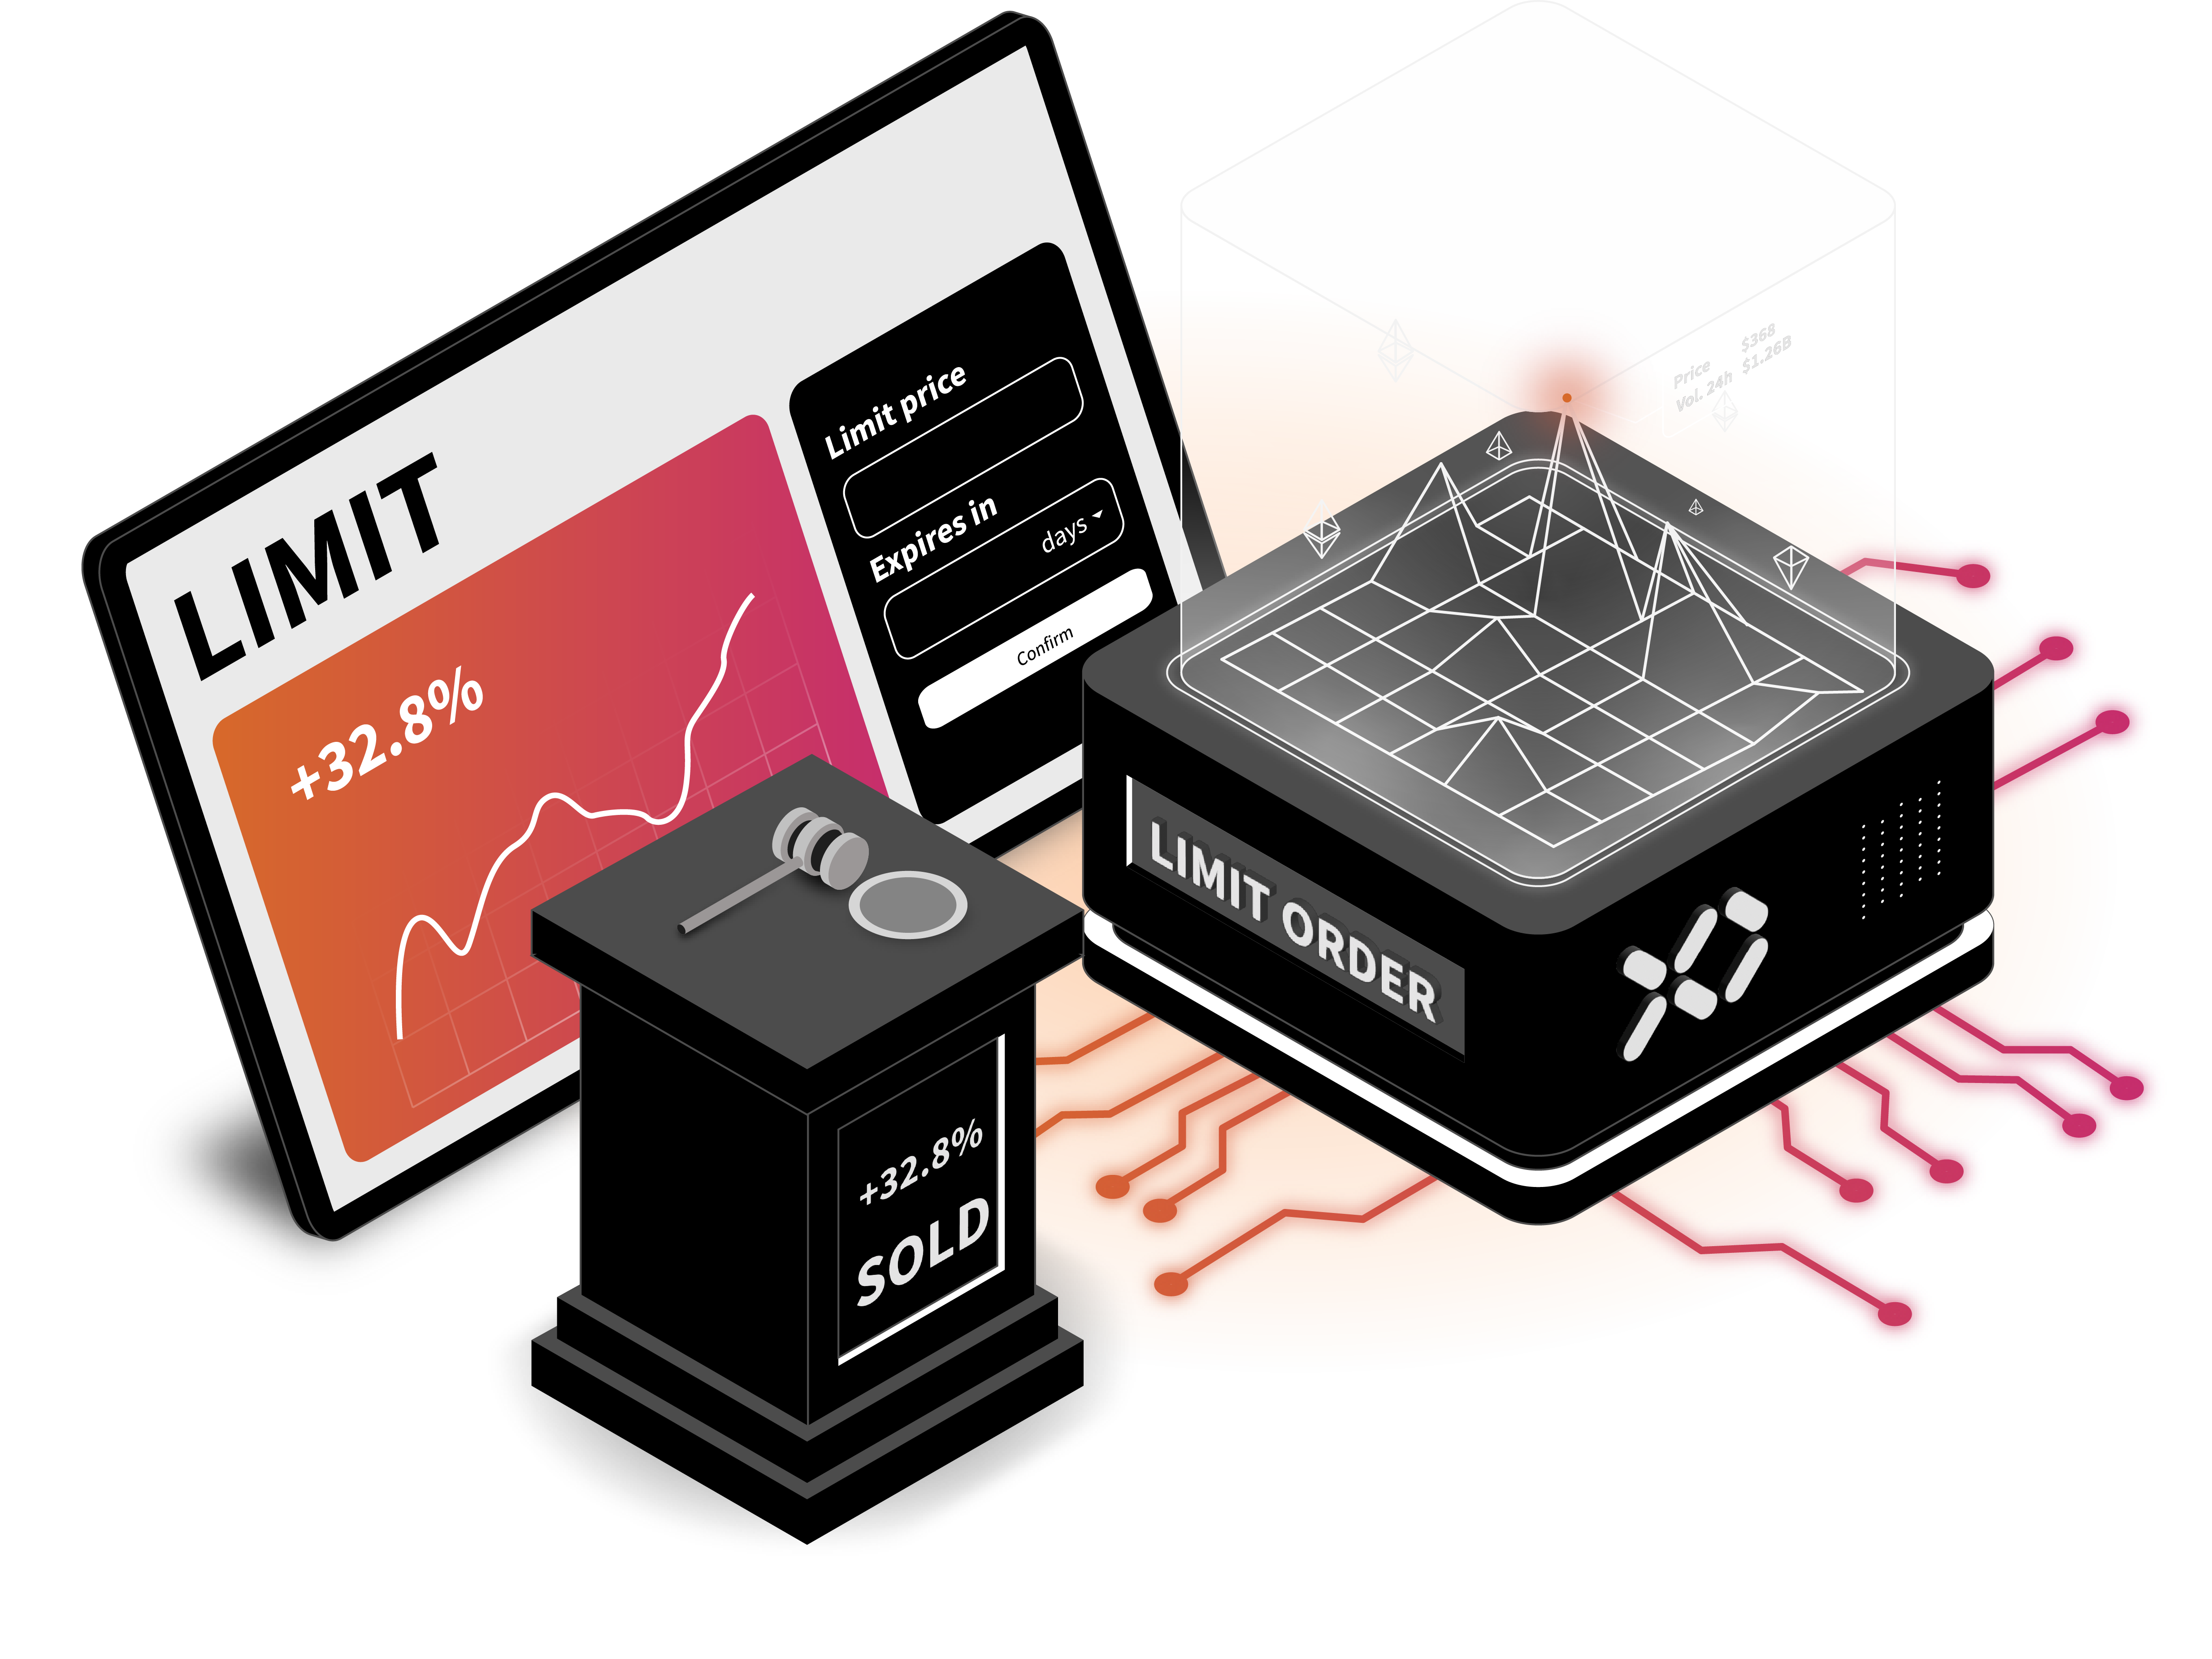 LIMIT
+32.8%
Limit price
Expires in
days
Confirm
Price $368
Vol. 24h $1.26B
LIMIT ORDER
+32.8%
SOLD